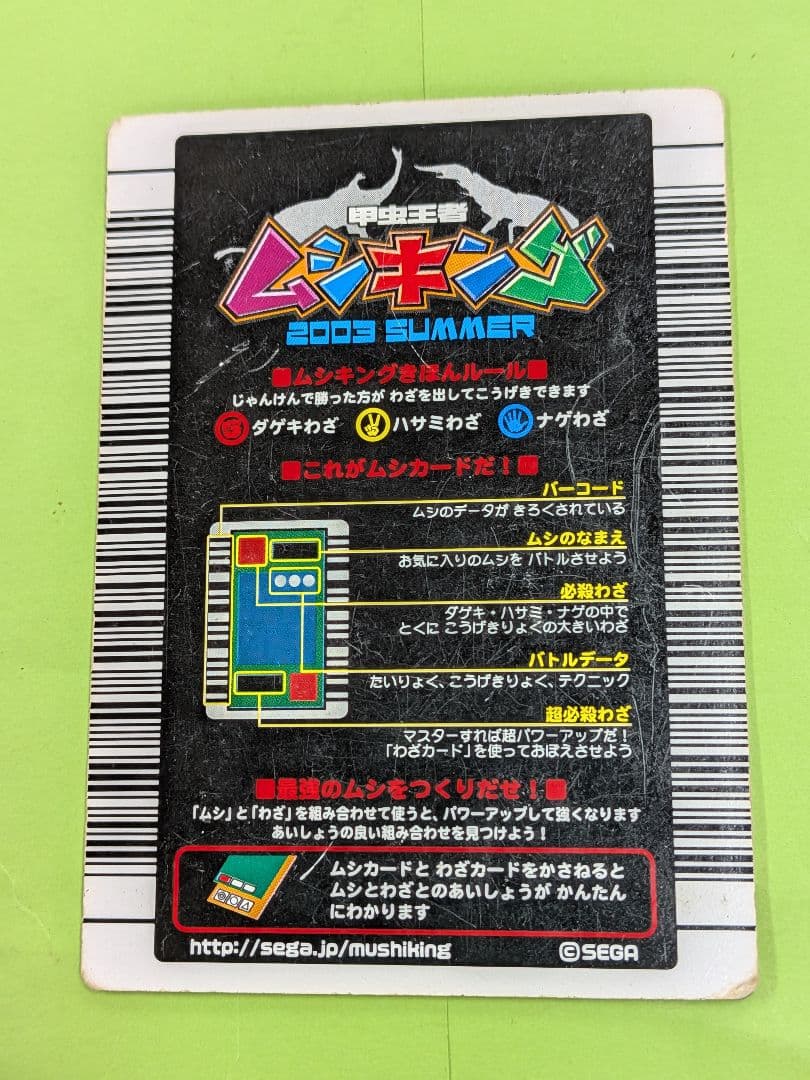 甲虫王者
ムシキング
2003 SUMMER
■ムシキングきほんルール■
じゃんけんで勝った方が わざを出してこうげきできます
ダゲキわざ ハサミわざ ナゲわざ
■これがムシカードだ！■
バーコード
ムシのデータが きろくされている
ムシのなまえ
お気に入りのムシを バトルさせよう
必殺わざ
ダゲキ・ハサミ・ナゲの中で
とくに こうげきりょくの大きいわざ
バトルデータ
たいりょく、こうげきりょく、テクニック
超必殺わざ
マスターすれば超パワーアップだ！
「わざカード」を使っておぼえさせよう
■最強のムシをつくりだせ！■
「ムシ」と「わざ」を組み合わせて使うと、パワーアップして強くなります
あいしょうの良い組み合わせを見つけよう！
ムシカードと わざカードをかさねると
ムシとわざとのあいしょうが かんたん
にわかります
http://sega.jp/mushiking ©SEGA